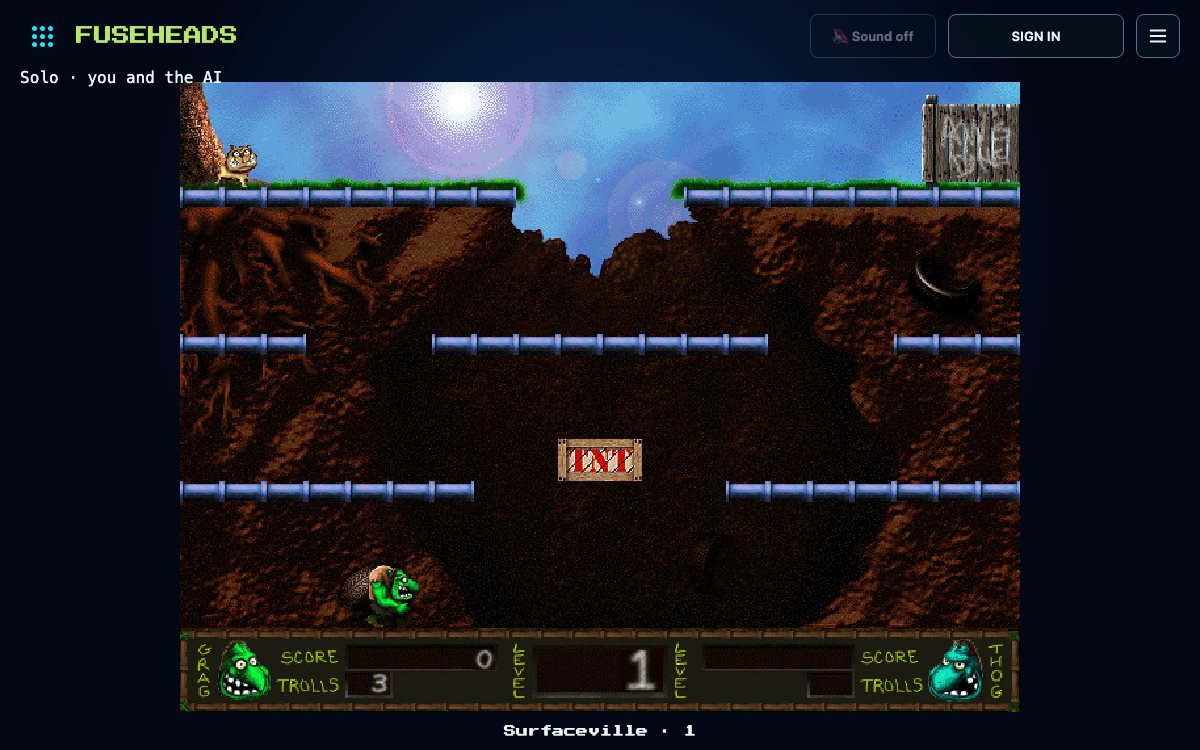 FUSEHEADS
Sound off
SIGN IN
Solo · you and the AI
TNT
GRAG
SCORE
0
TROLLS
3
LEVEL
1
LEVEL
SCORE
TROLLS
THOG
Surfaceville · 1